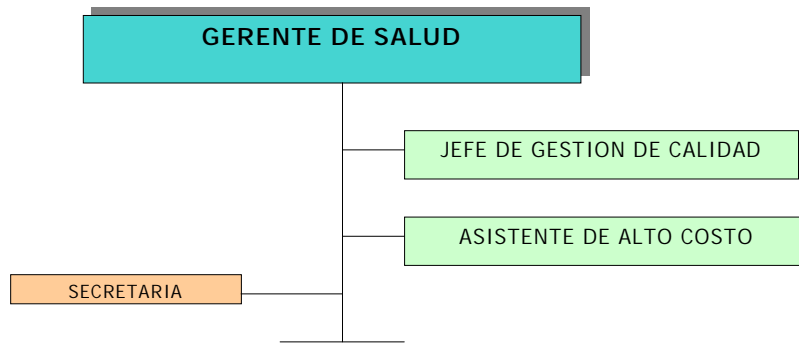 GERENTE DE SALUD
JEFE DE GESTION DE CALIDAD
ASISTENTE DE ALTO COSTO
SECRETARIA